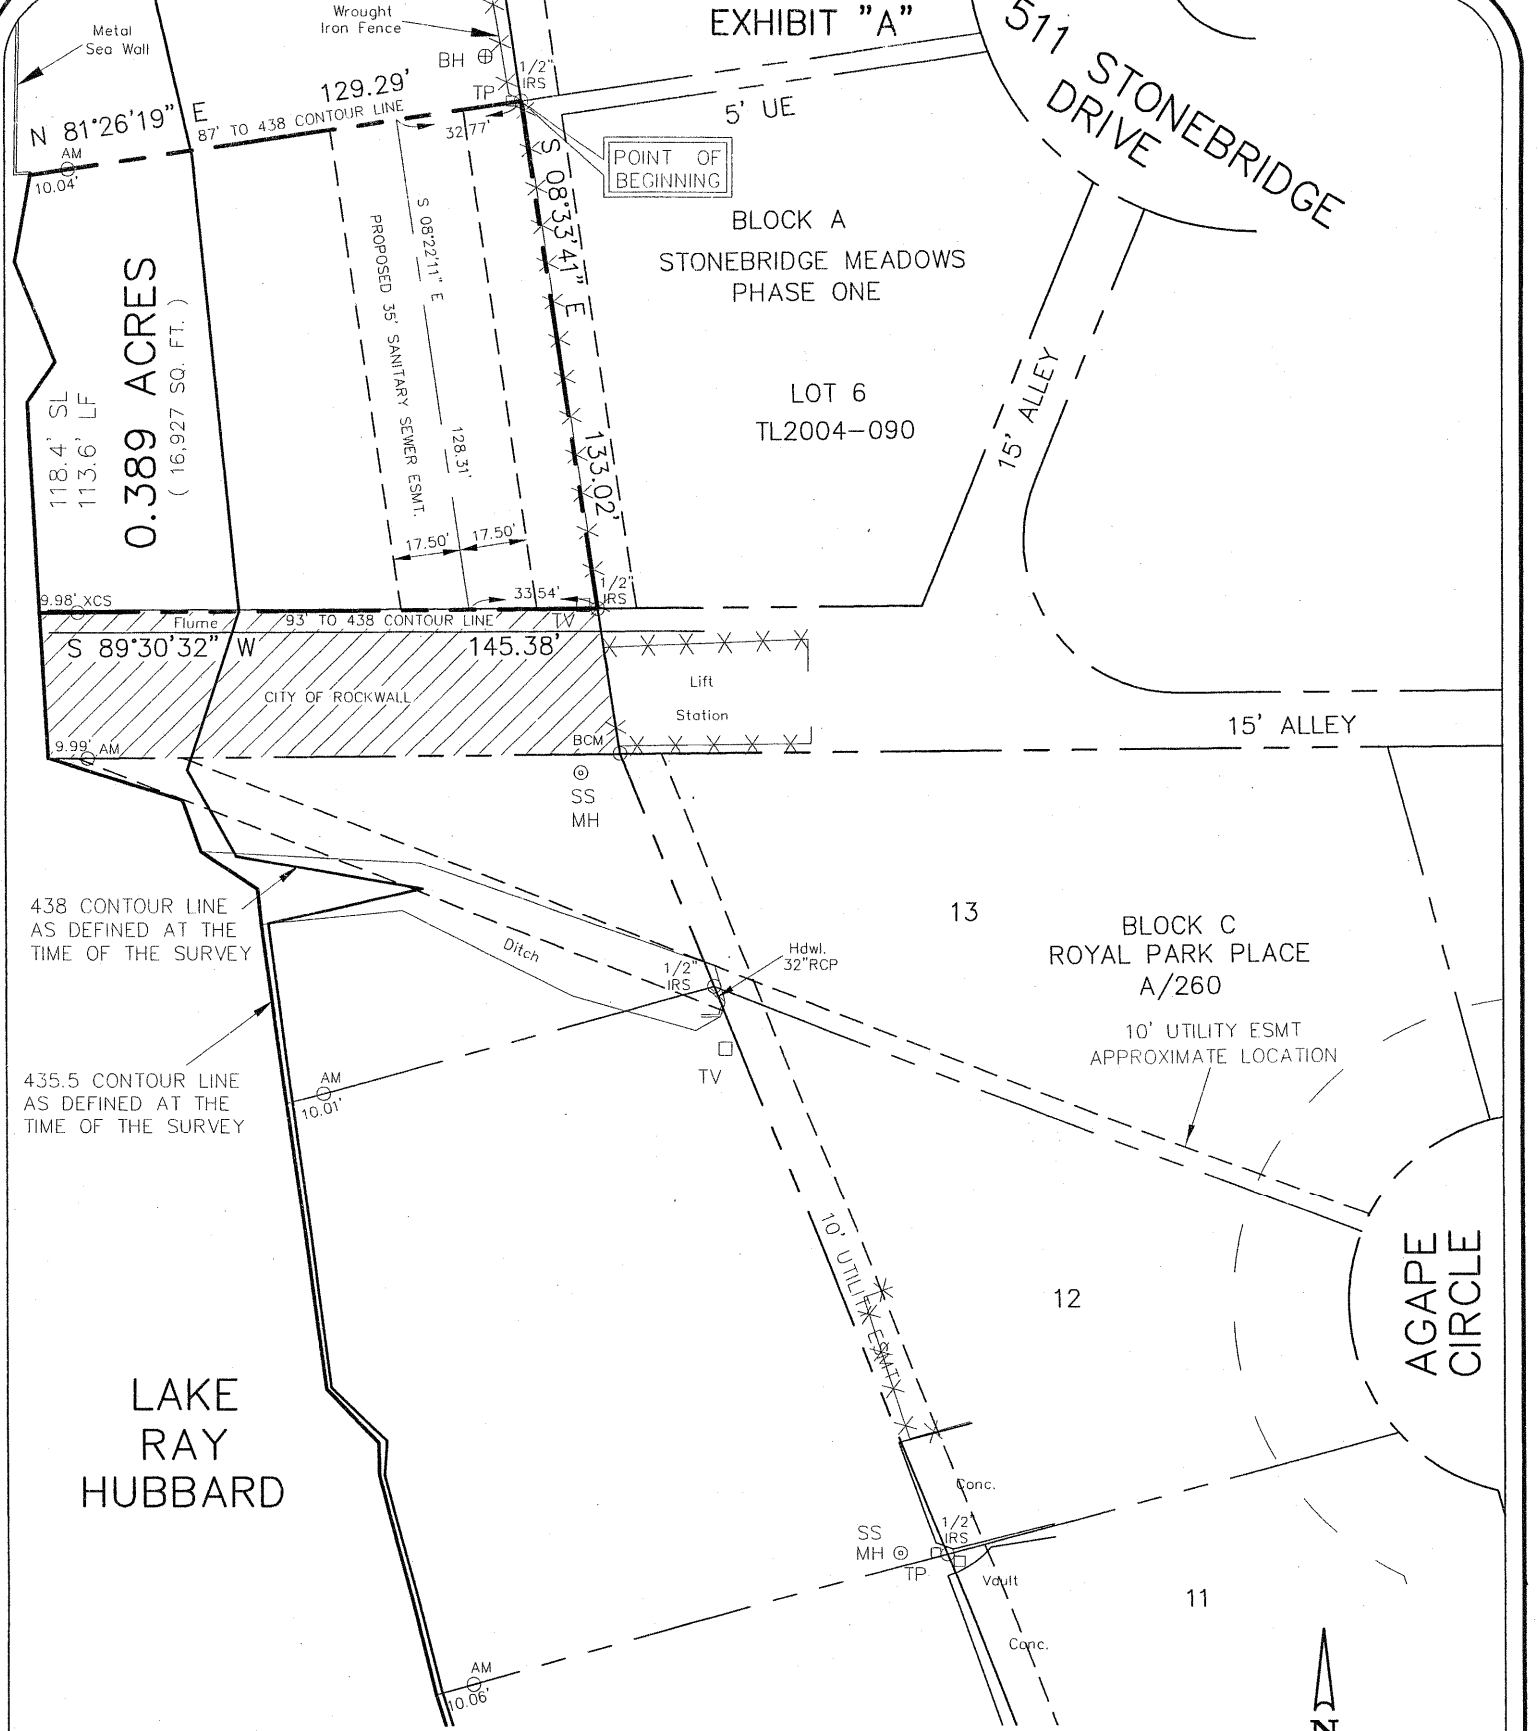 EXHIBIT "A"
511 STONEBRIDGE
DRIVE
Metal
Sea Wall
Wrought
Iron Fence
BH
1/2"
IRS
TP
129.29'
N 81°26'19" E
87' TO 438 CONTOUR LINE
32.77'
AM
10.04'
5' UE
POINT OF
BEGINNING
BLOCK A
STONEBRIDGE MEADOWS
PHASE ONE
LOT 6
TL2004-090
15' ALLEY
S 08°33'41" E
133.02'
S 08°22'11" E
128.31'
PROPOSED 35' SANITARY SEWER ESMT.
118.4' SL
113.6' LF
0.389 ACRES
( 16,927 SQ. FT. )
17.50'
17.50'
33.54'
1/2"
IRS
9.98' XCS
Flume
93' TO 438 CONTOUR LINE
TV
S 89°30'32" W
145.38'
CITY OF ROCKWALL
Lift
Station
15' ALLEY
9.99' AM
BCM
SS
MH
438 CONTOUR LINE
AS DEFINED AT THE
TIME OF THE SURVEY
Ditch
1/2"
IRS
Hdwl.
32"RCP
13
BLOCK C
ROYAL PARK PLACE
A/260
10' UTILITY ESMT
APPROXIMATE LOCATION
TV
435.5 CONTOUR LINE
AS DEFINED AT THE
TIME OF THE SURVEY
AM
10.01'
10' UTILITY ESMT
12
AGAPE
CIRCLE
LAKE
RAY
HUBBARD
Conc.
1/2"
IRS
SS
MH
TP
Vault
11
Conc.
AM
10.06'
N